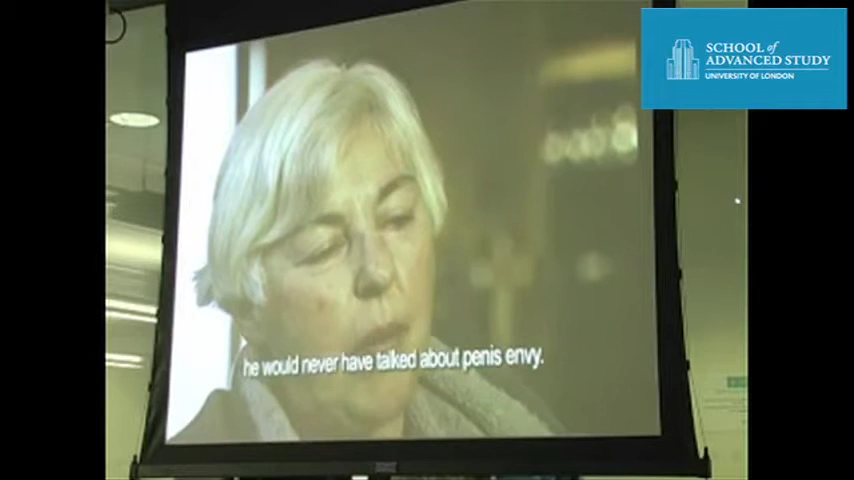 SCHOOL of
ADVANCED STUDY
UNIVERSITY OF LONDON
he would never have talked about penis envy.